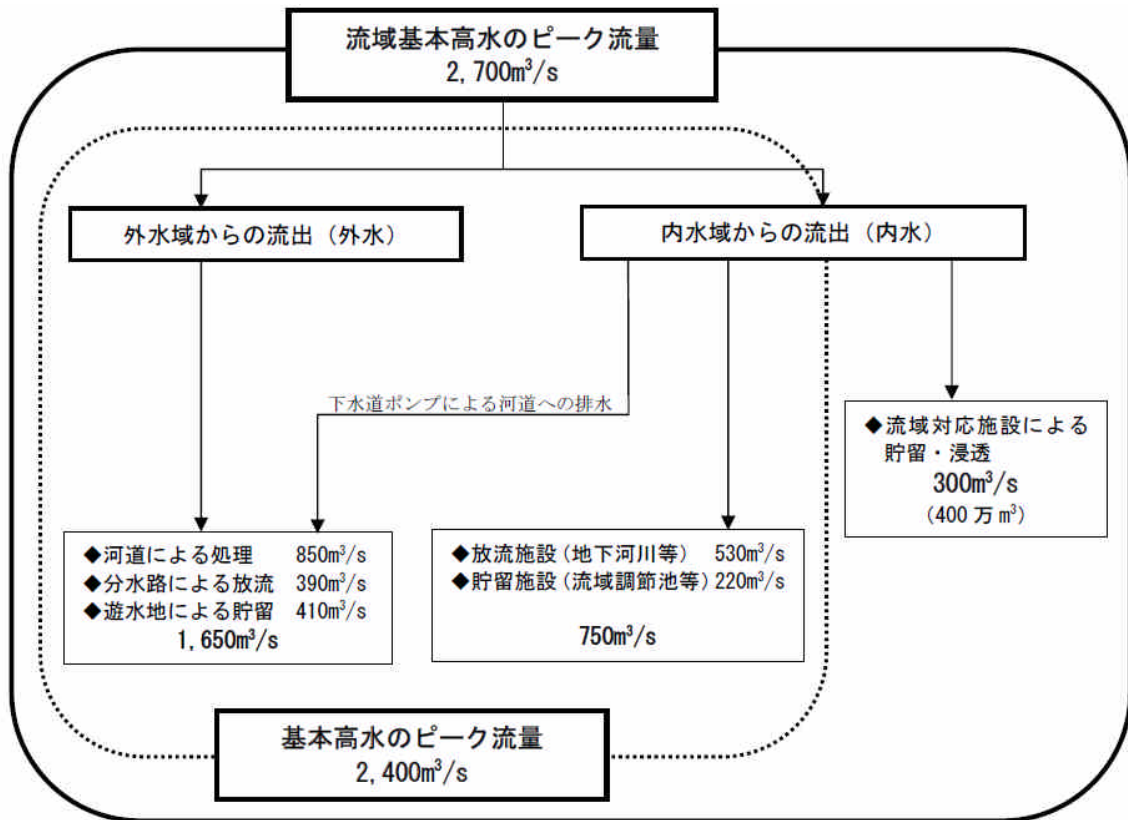 流域基本高水のピーク流量
2,700m³/s
外水域からの流出（外水）
内水域からの流出（内水）
下水道ポンプによる河道への排水
◆流域対応施設による
貯留・浸透
300m³/s
(400万m³)
◆河道による処理 850m³/s
◆分水路による放流 390m³/s
◆遊水地による貯留 410m³/s
1,650m³/s
◆放流施設(地下河川等) 530m³/s
◆貯留施設(流域調節池等)220m³/s
750m³/s
基本高水のピーク流量
2,400m³/s